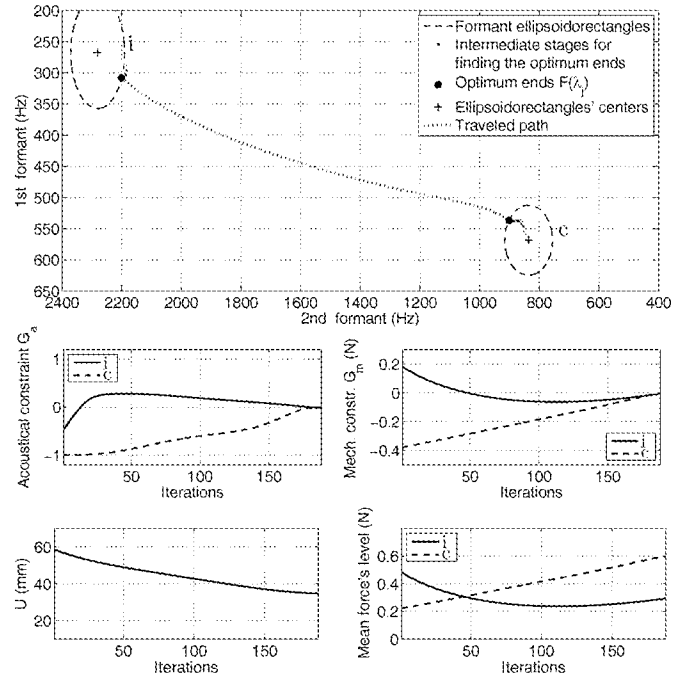 200
250
300
350
400
450
500
550
600
650
1st formant (Hz)
2400
2200
2000
1800
1600
1400
1200
1000
800
600
400
2nd formant (Hz)
i
Formant ellipsoidorectangles
Intermediate stages for
finding the optimum ends
Optimum ends F(λj)
Ellipsoidorectangles' centers
Traveled path
1
0
−1
Acoustical constraint Ga
50
100
150
Iterations
0.2
0
−0.2
−0.4
Mech constr. Gm (N)
50
100
150
Iterations
60
40
20
U (mm)
50
100
150
Iterations
0.6
0.4
0.2
0
Mean force's level (N)
50
100
150
Iterations